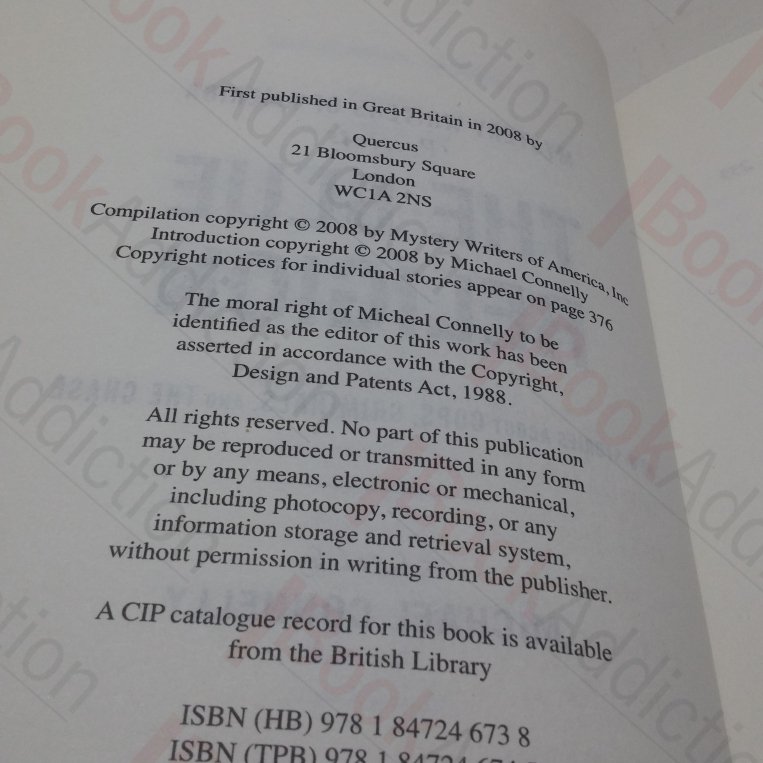 First published in Great Britain in 2008 by
Quercus
21 Bloomsbury Square
London
WC1A 2NS
Compilation copyright © 2008 by Mystery Writers of America, Inc
Introduction copyright © 2008 by Michael Connelly
Copyright notices for individual stories appear on page 376
The moral right of Micheal Connelly to be
identified as the editor of this work has been
asserted in accordance with the Copyright,
Design and Patents Act, 1988.
All rights reserved. No part of this publication
may be reproduced or transmitted in any form
or by any means, electronic or mechanical,
including photocopy, recording, or any
information storage and retrieval system,
without permission in writing from the publisher.
A CIP catalogue record for this book is available
from the British Library
ISBN (HB) 978 1 84724 673 8
ISBN (TPB) 978 1 84724
BookAddiction